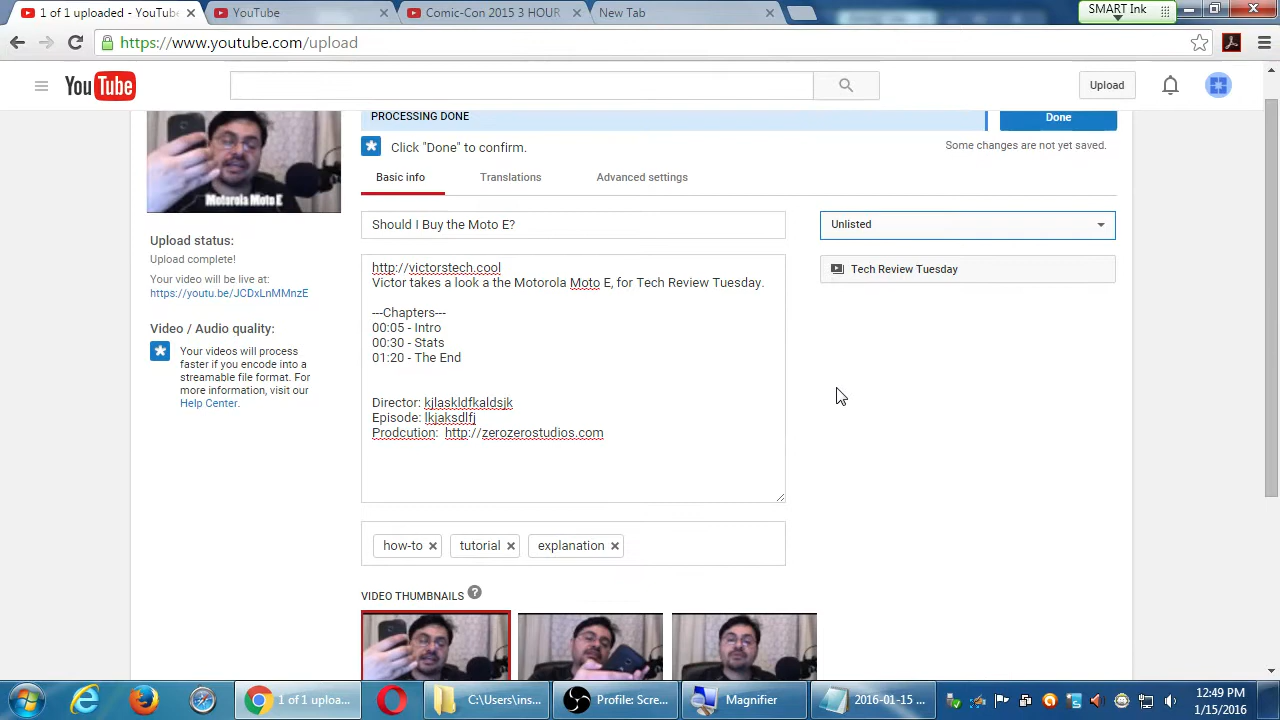 1 of 1 uploaded - YouTub
YouTube
Comic-Con 2015 3 HOUR
New Tab
SMART Ink
https://www.youtube.com/upload
YouTube
Upload
PROCESSING DONE
Done
Click "Done" to confirm.
Some changes are not yet saved.
Motorola Moto E
Basic info
Translations
Advanced settings
Upload status:
Upload complete!
Your video will be live at:
https://youtu.be/JCDxLnMMnzE
Video / Audio quality:
Your videos will process
faster if you encode into a
streamable file format. For
more information, visit our
Help Center.
Should I Buy the Moto E?
Unlisted
Tech Review Tuesday
http://victorstech.cool
Victor takes a look a the Motorola Moto E, for Tech Review Tuesday.
---Chapters---
00:05 - Intro
00:30 - Stats
01:20 - The End
Director: kjlaskldfkaldsjk
Episode: lkjaksdlfj
Prodcution:  http://zerozerostudios.com
how-to
tutorial
explanation
VIDEO THUMBNAILS ?
1 of 1 uploa...
C:\Users\ins...
Profile: Scre...
Magnifier
2016-01-15 ...
12:49 PM
1/15/2016